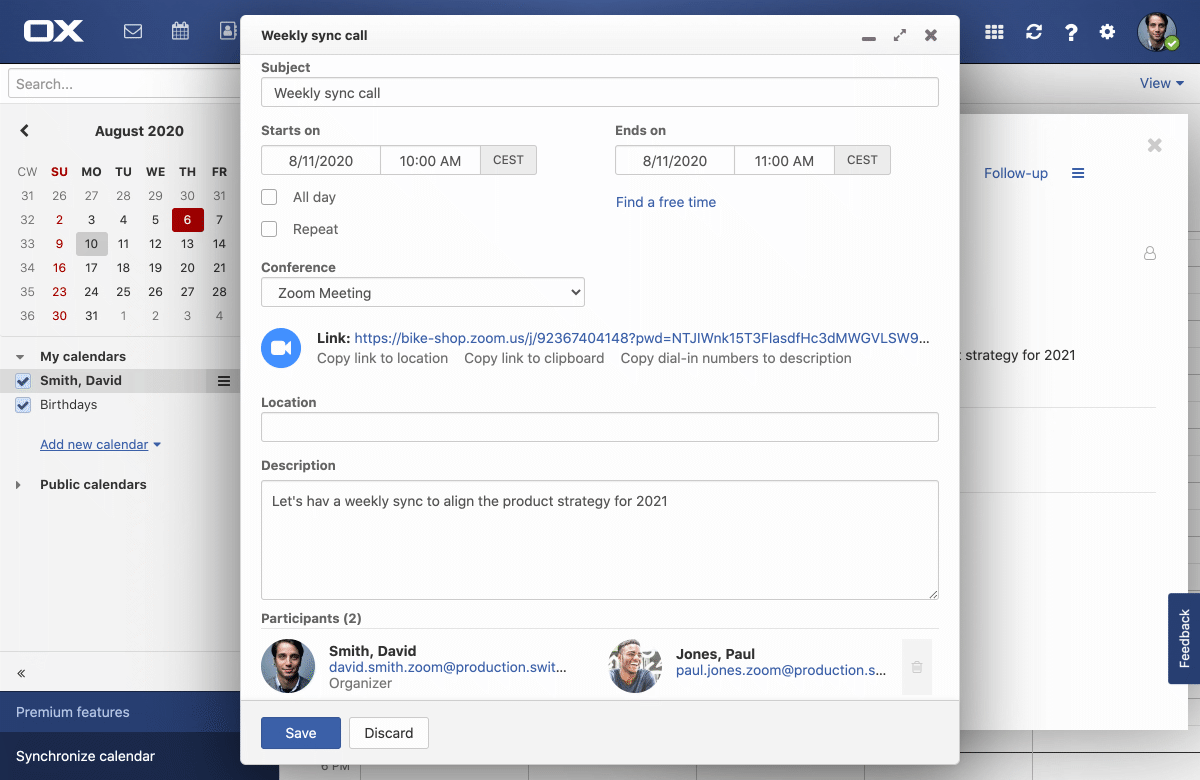 OX
Search...
View
August 2020
CW SU MO TU WE TH FR
31 26 27 28 29 30 31
32 2 3 4 5 6 7
33 9 10 11 12 13 14
34 16 17 18 19 20 21
35 23 24 25 26 27 28
36 30 31 1 2 3 4
My calendars
Smith, David
Birthdays
Add new calendar
Public calendars
«
Premium features
Synchronize calendar
Weekly sync call
Subject
Weekly sync call
Starts on
8/11/2020 10:00 AM CEST
Ends on
8/11/2020 11:00 AM CEST
All day
Repeat
Find a free time
Conference
Zoom Meeting
Link: https://bike-shop.zoom.us/j/92367404148?pwd=NTJlWnk15T3FlasdfHc3dMWGVLSW9...
Copy link to location Copy link to clipboard Copy dial-in numbers to description
Location
Description
Let's hav a weekly sync to align the product strategy for 2021
Participants (2)
Smith, David
david.smith.zoom@production.swit...
Organizer
Jones, Paul
paul.jones.zoom@production.s...
Save Discard
Follow-up
strategy for 2021
Feedback
6 PM